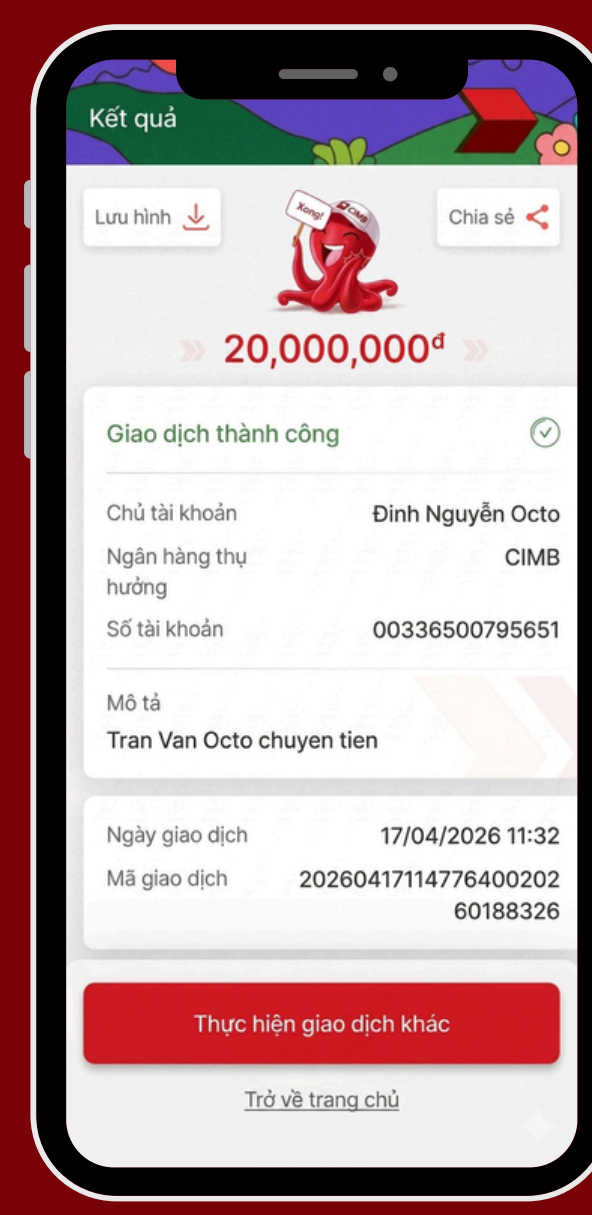 Kết quả
Lưu hình
Xong!
CIMB
Chia sẻ
20,000,000đ
Giao dịch thành công
Chủ tài khoản Đinh Nguyễn Octo
Ngân hàng thụ CIMB
hưởng
Số tài khoản 00336500795651
Mô tả
Tran Van Octo chuyen tien
Ngày giao dịch 17/04/2026 11:32
Mã giao dịch 20260417114776400202
60188326
Thực hiện giao dịch khác
Trở về trang chủ